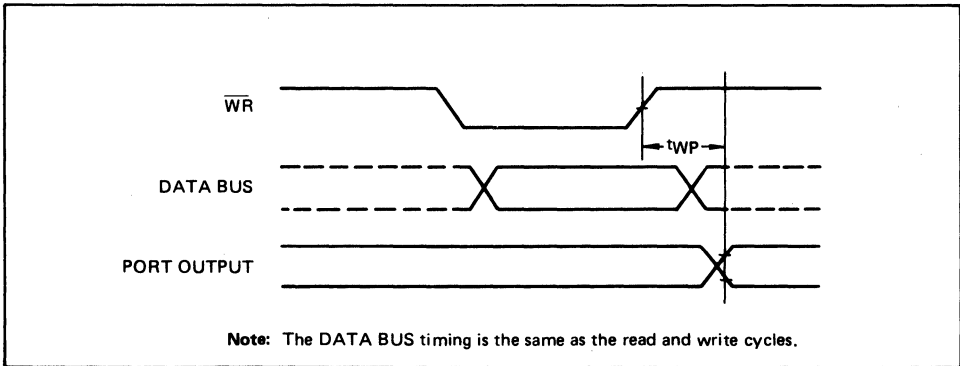 WR
tWP
DATA BUS
PORT OUTPUT
Note: The DATA BUS timing is the same as the read and write cycles.